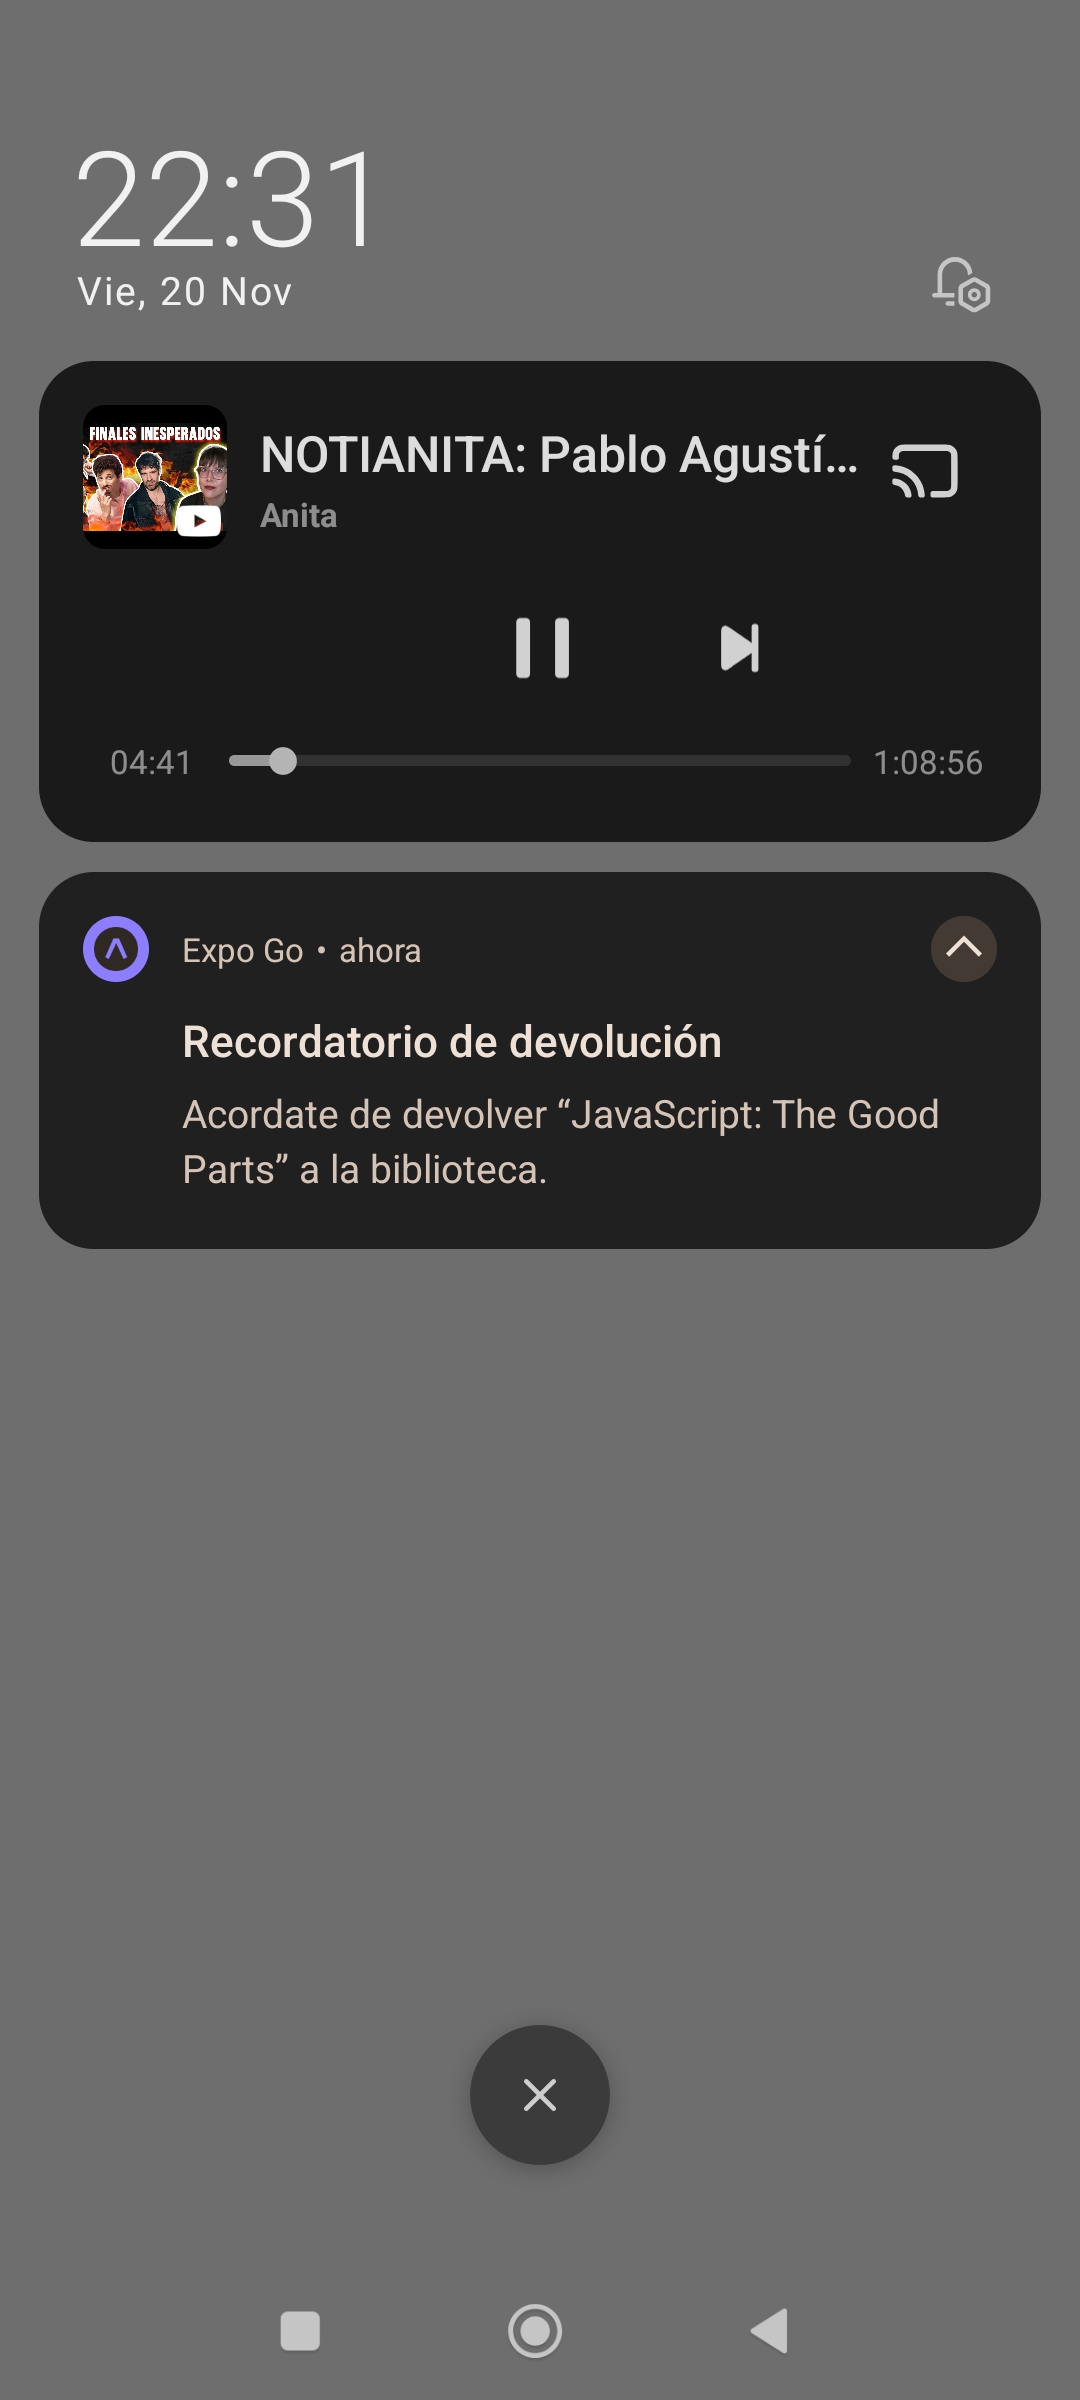 22:31
Vie, 20 Nov
FINALES INESPERADOS
NOTIANITA: Pablo Agustí...
Anita
04:41
1:08:56
Expo Go • ahora
Recordatorio de devolución
Acordate de devolver “JavaScript: The Good
Parts” a la biblioteca.